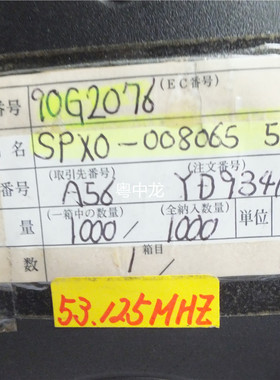 (EC番号)
番号 90G2076
名 SPXO-008065 5
(取引先番号) (注文番号)
番号 A56 YD9341
(一箱中の数量) (全納入数量)
量 1000/ 1000 単位
箱目
数 1/
53.125MHZ
粤中龙